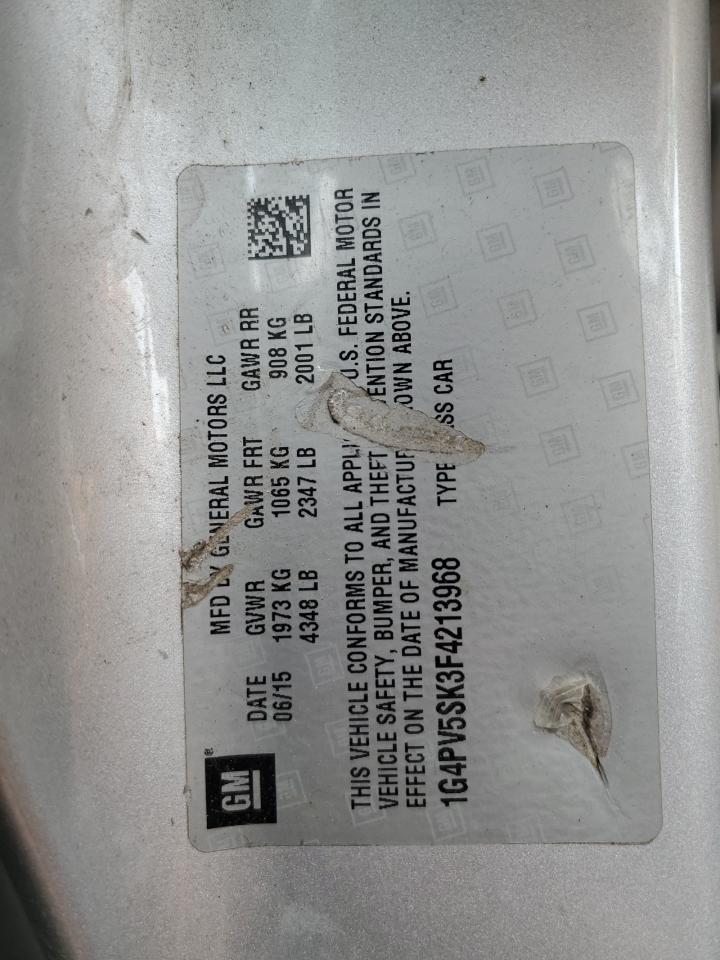 GM®
MFD BY GENERAL MOTORS LLC
DATE GVWR GAWR FRT GAWR RR
06/15 1973 KG 1065 KG 908 KG
4348 LB 2347 LB 2001 LB
THIS VEHICLE CONFORMS TO ALL APPLI U.S. FEDERAL MOTOR
VEHICLE SAFETY, BUMPER, AND THEFT ENTION STANDARDS IN
EFFECT ON THE DATE OF MANUFACTUR OWN ABOVE.
1G4PV5SK3F4213968 TYPE SS CAR